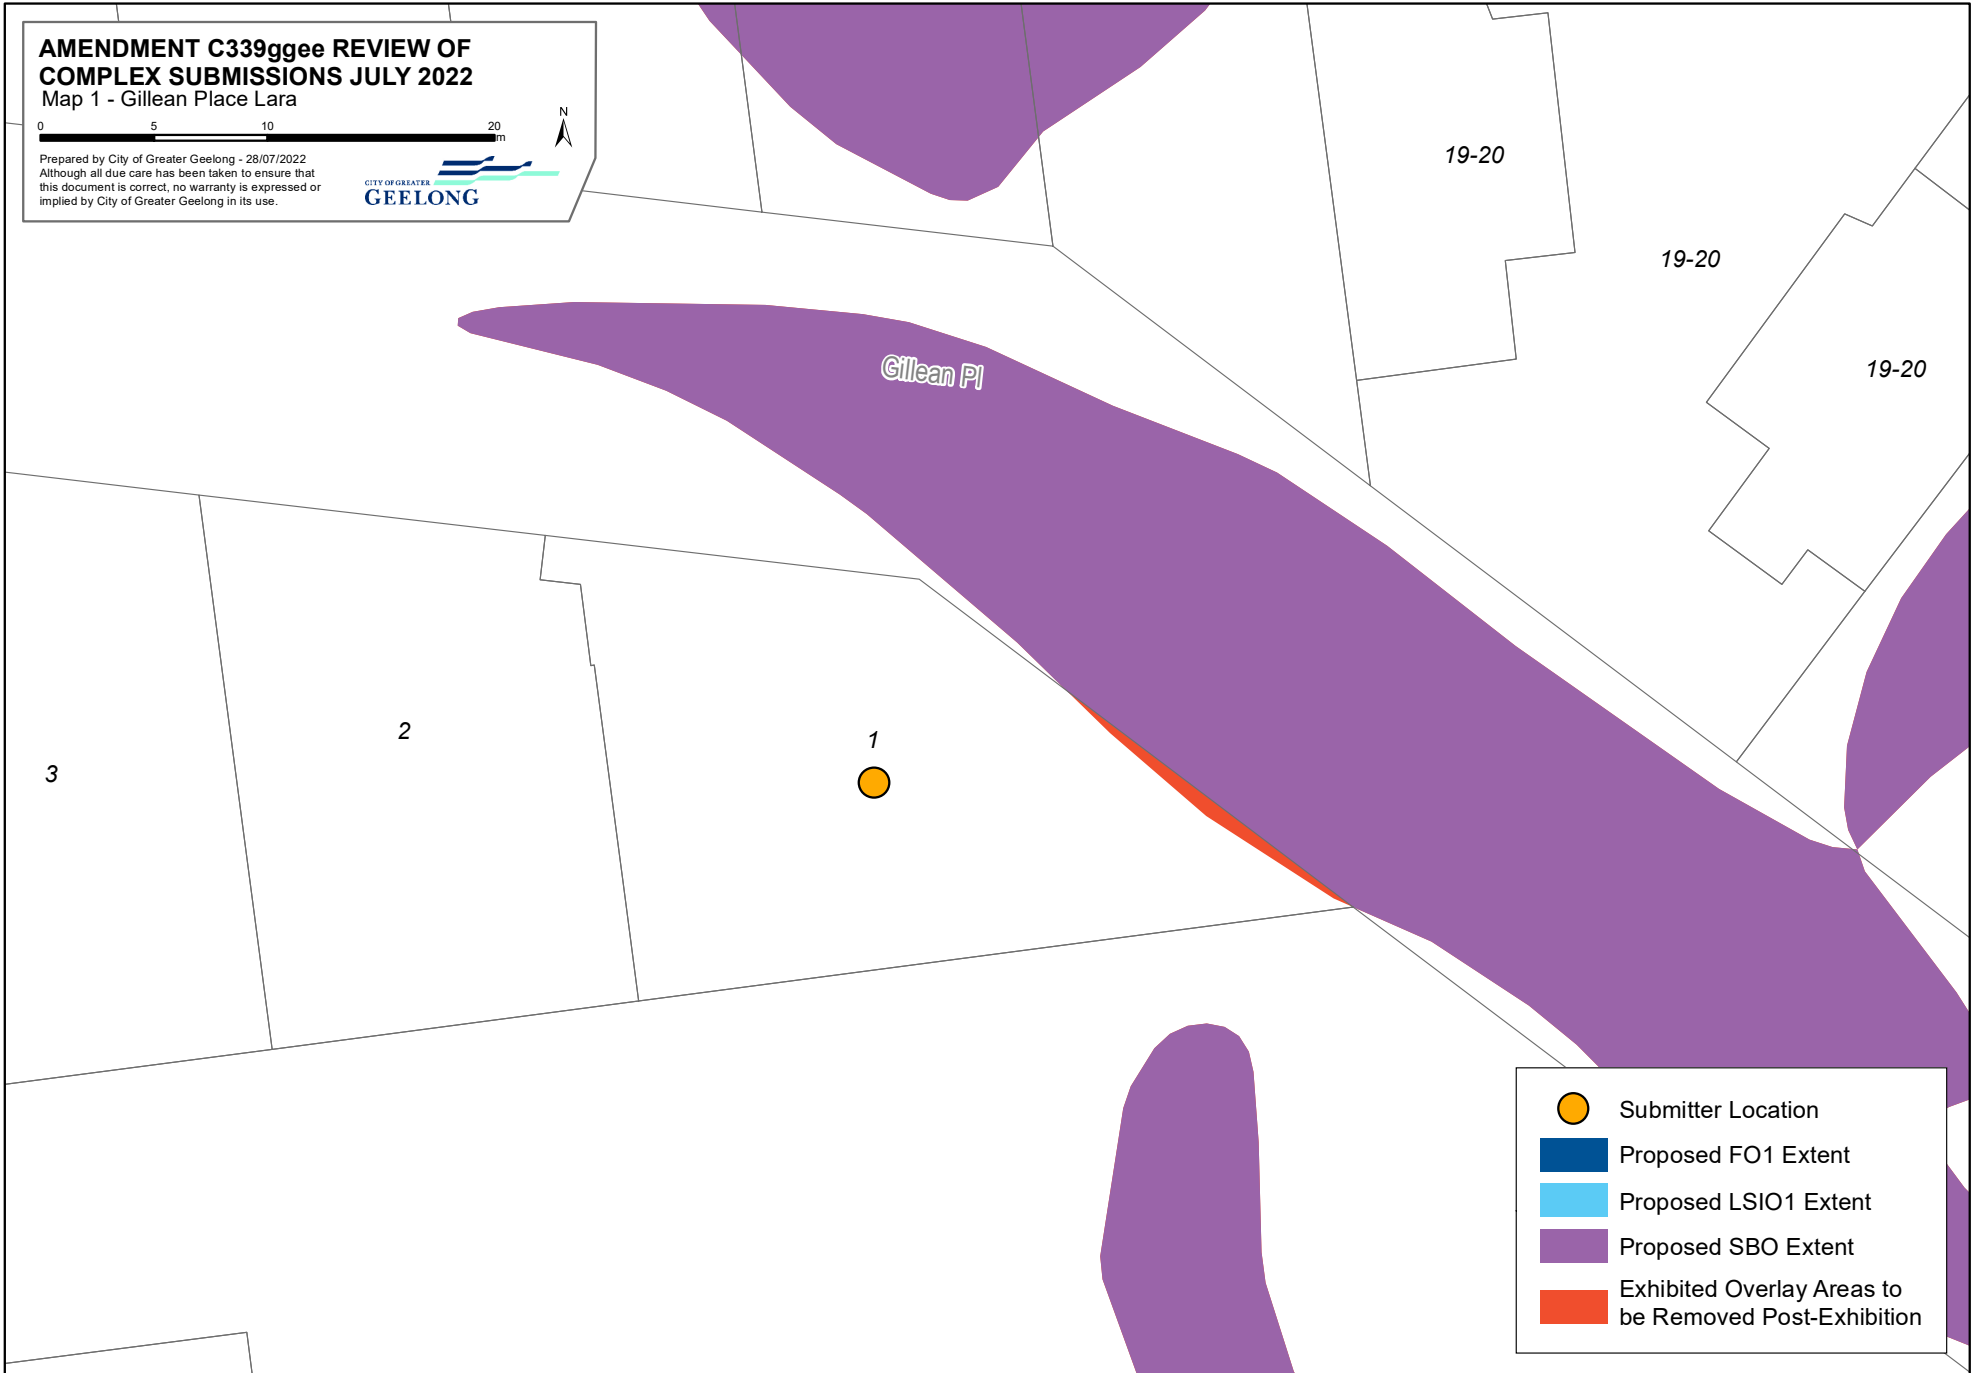 AMENDMENT C339ggee REVIEW OF
COMPLEX SUBMISSIONS JULY 2022
Map 1 - Gillean Place Lara
0 5 10 20
m
N
Prepared by City of Greater Geelong - 28/07/2022
Although all due care has been taken to ensure that
this document is correct, no warranty is expressed or
implied by City of Greater Geelong in its use.
CITY OF GREATER
GEELONG
19-20
19-20
19-20
Gillean Pl
2
1
3
Submitter Location
Proposed FO1 Extent
Proposed LSIO1 Extent
Proposed SBO Extent
Exhibited Overlay Areas to
be Removed Post-Exhibition